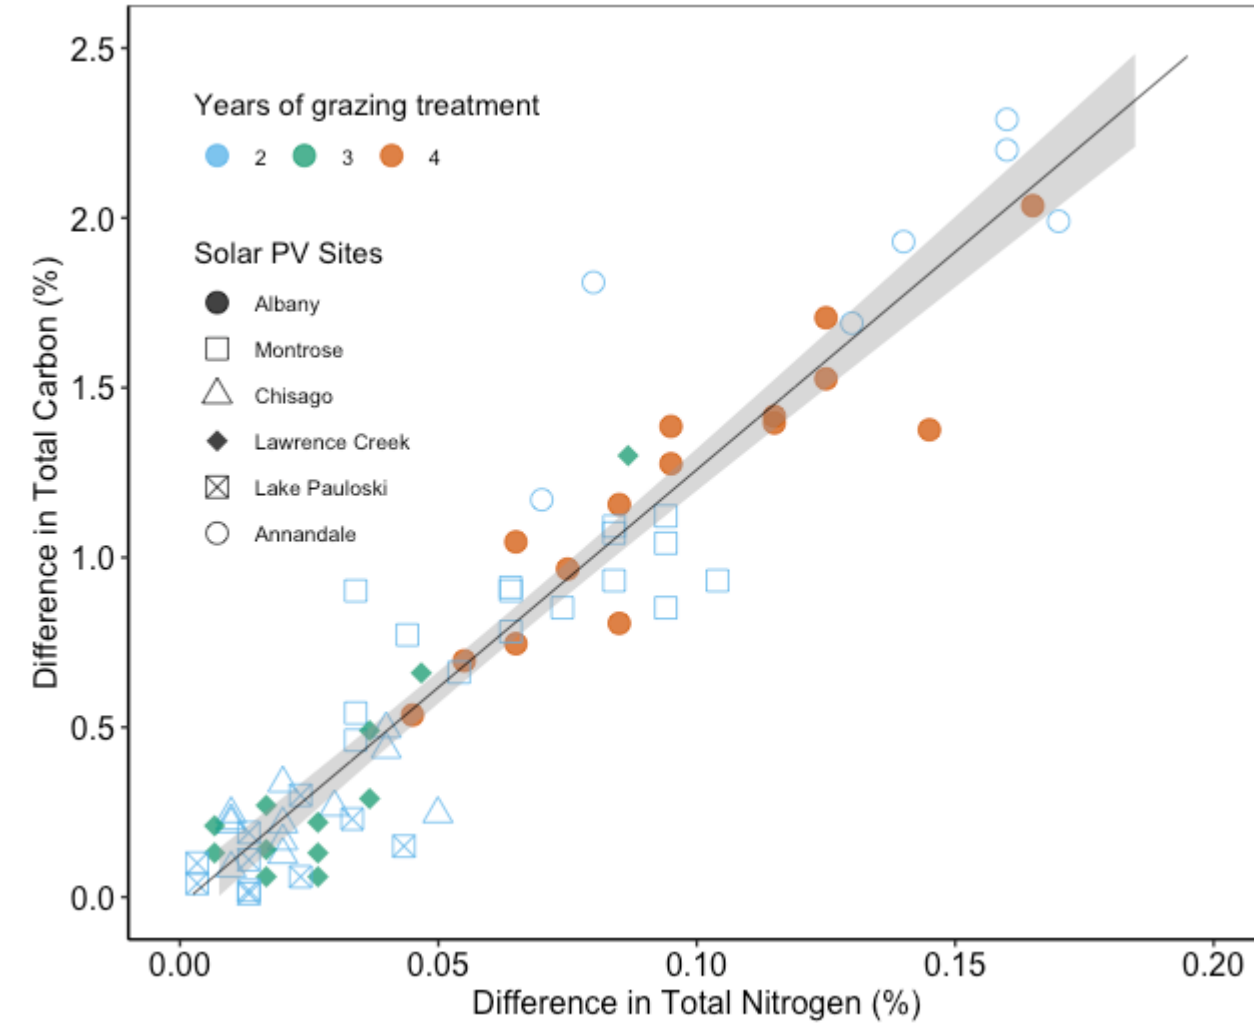 2.5
2.0
1.5
1.0
0.5
0.0
Difference in Total Carbon (%)
Years of grazing treatment
2 3 4
Solar PV Sites
Albany
Montrose
Chisago
Lawrence Creek
Lake Pauloski
Annandale
0.00 0.05 0.10 0.15 0.20
Difference in Total Nitrogen (%)